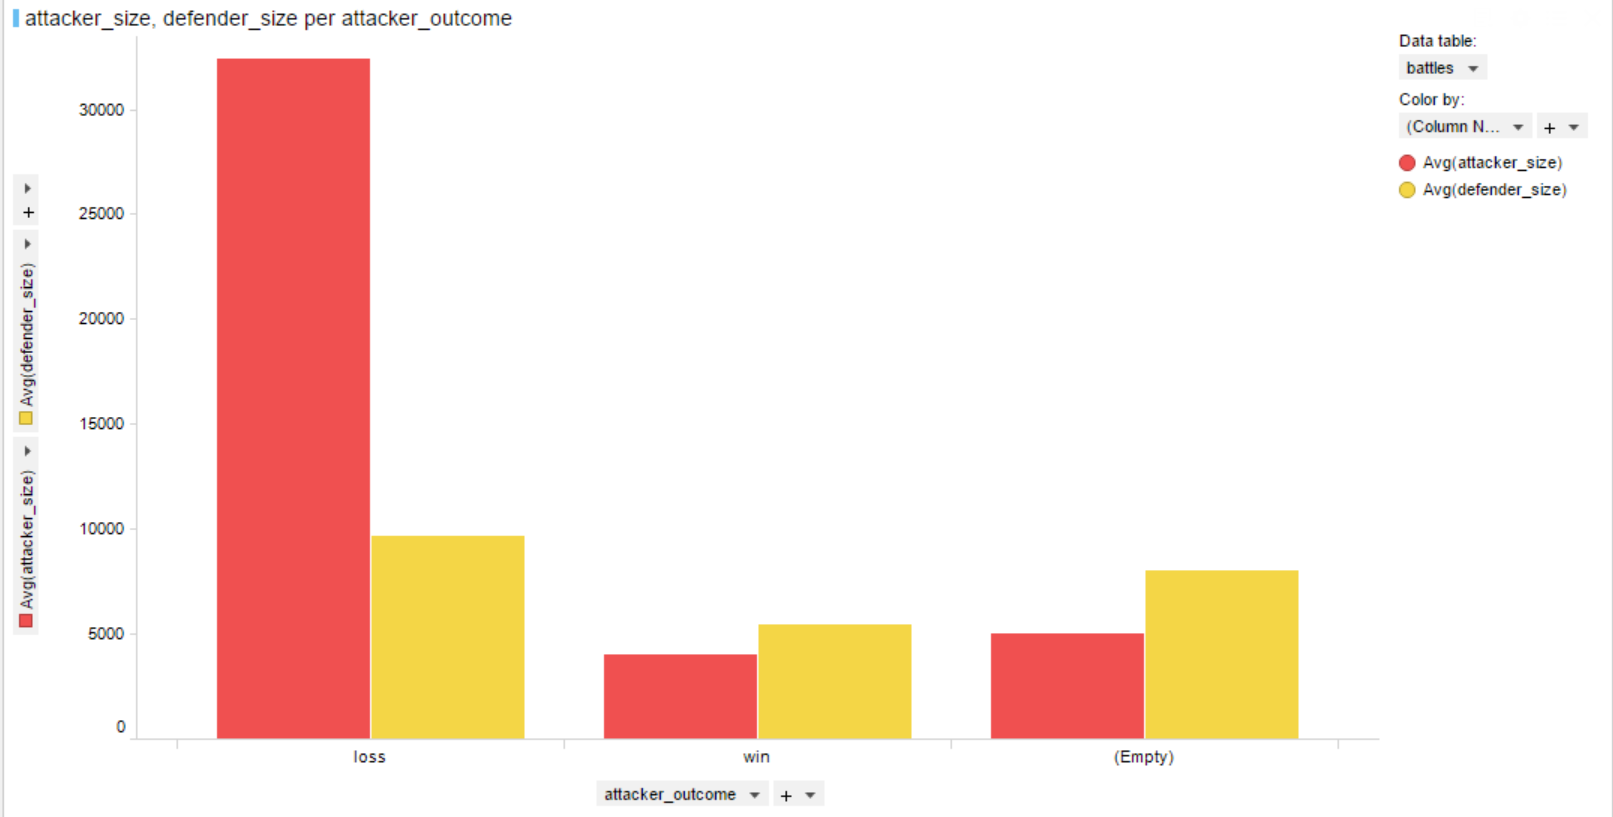 attacker_size, defender_size per attacker_outcome
Data table:
battles
Color by:
(Column N...
+
Avg(attacker_size)
Avg(defender_size)
+
Avg(defender_size)
Avg(attacker_size)
30000
25000
20000
15000
10000
5000
0
loss
win
(Empty)
attacker_outcome
+